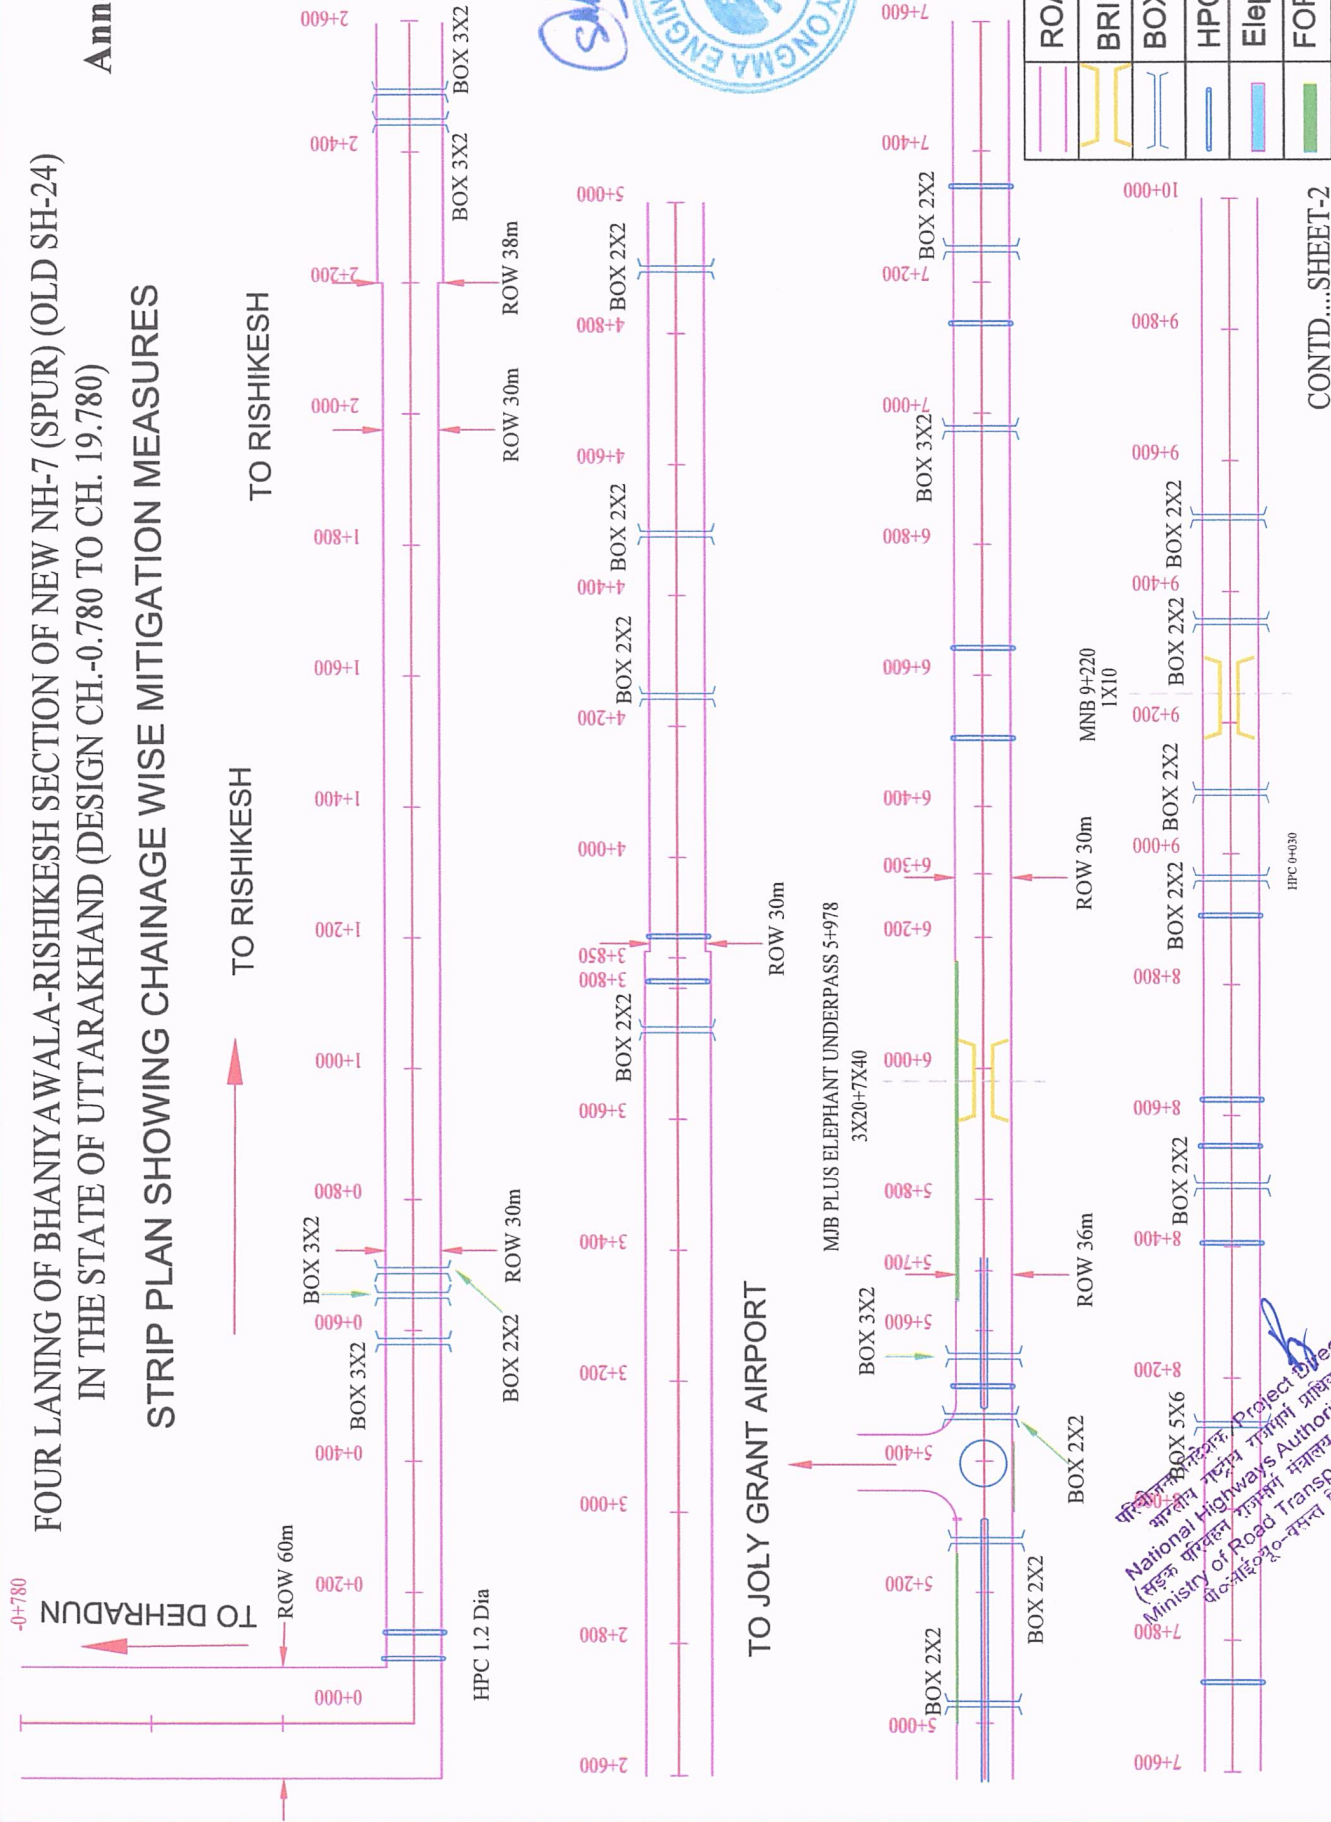 Ann
FOUR LANING OF BHANIYAWALA-RISHIKESH SECTION OF NEW NH-7 (SPUR) (OLD SH-24)
IN THE STATE OF UTTARAKHAND (DESIGN CH.-0.780 TO CH. 19.780)
STRIP PLAN SHOWING CHAINAGE WISE MITIGATION MEASURES
TO RISHIKESH
TO RISHIKESH
-0+780
TO DEHRADUN
ROW 60m
0+000
0+200
0+400
0+600
0+800
1+000
1+200
1+400
1+600
1+800
2+000
2+200
2+400
2+600
HPC 1.2 Dia
BOX 3X2
BOX 3X2
BOX 2X2
ROW 30m
ROW 30m
ROW 38m
BOX 3X2
BOX 3X2
2+600
2+800
3+000
3+200
3+400
3+600
3+800
3+850
4+000
4+200
4+400
4+600
4+800
5+000
BOX 2X2
ROW 30m
BOX 2X2
BOX 2X2
BOX 2X2
YONGMA ENGIN
TO JOLY GRANT AIRPORT
MJB PLUS ELEPHANT UNDERPASS 5+978
3X20+7X40
5+000
5+200
5+400
5+600
5+700
5+800
6+000
6+200
6+300
6+400
6+600
6+800
7+000
7+200
7+400
7+600
BOX 2X2
BOX 2X2
BOX 2X2
BOX 3X2
ROW 36m
ROW 30m
BOX 3X2
BOX 2X2
BOX 2X2
MNB 9+220
1X10
7+600
7+800
8+000
8+200
8+400
8+600
8+800
9+000
9+200
9+400
9+600
9+800
10+000
BOX 5X6
BOX 2X2
BOX 2X2
BOX 2X2
BOX 2X2
BOX 2X2
HPC 0+030
ROA
BRI
BOX
HPC
Elep
FOR
CONTD....SHEET-2
Project Direc
National Highways Authori
Ministry of Road Transp